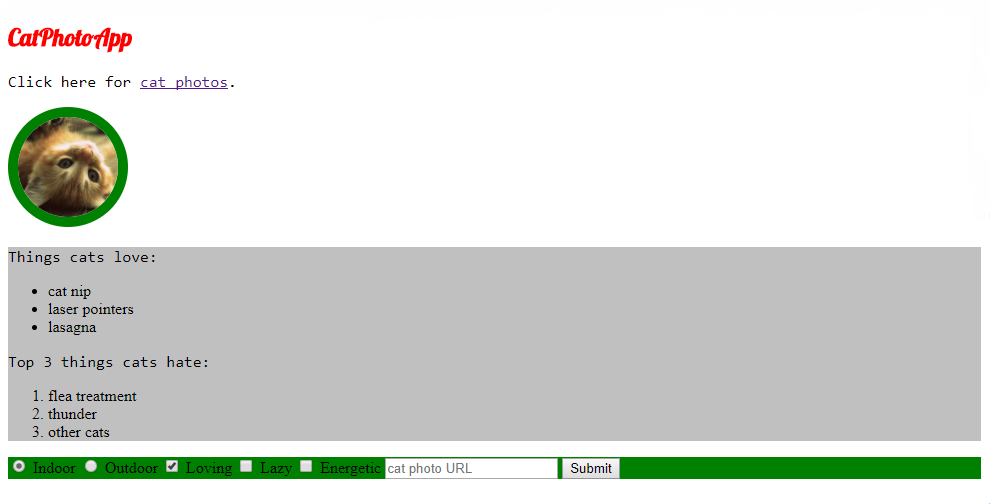 CatPhotoApp
Click here for cat photos.
Things cats love:
cat nip
laser pointers
lasagna
Top 3 things cats hate:
1. flea treatment
2. thunder
3. other cats
Indoor Outdoor Loving Lazy Energetic cat photo URL Submit